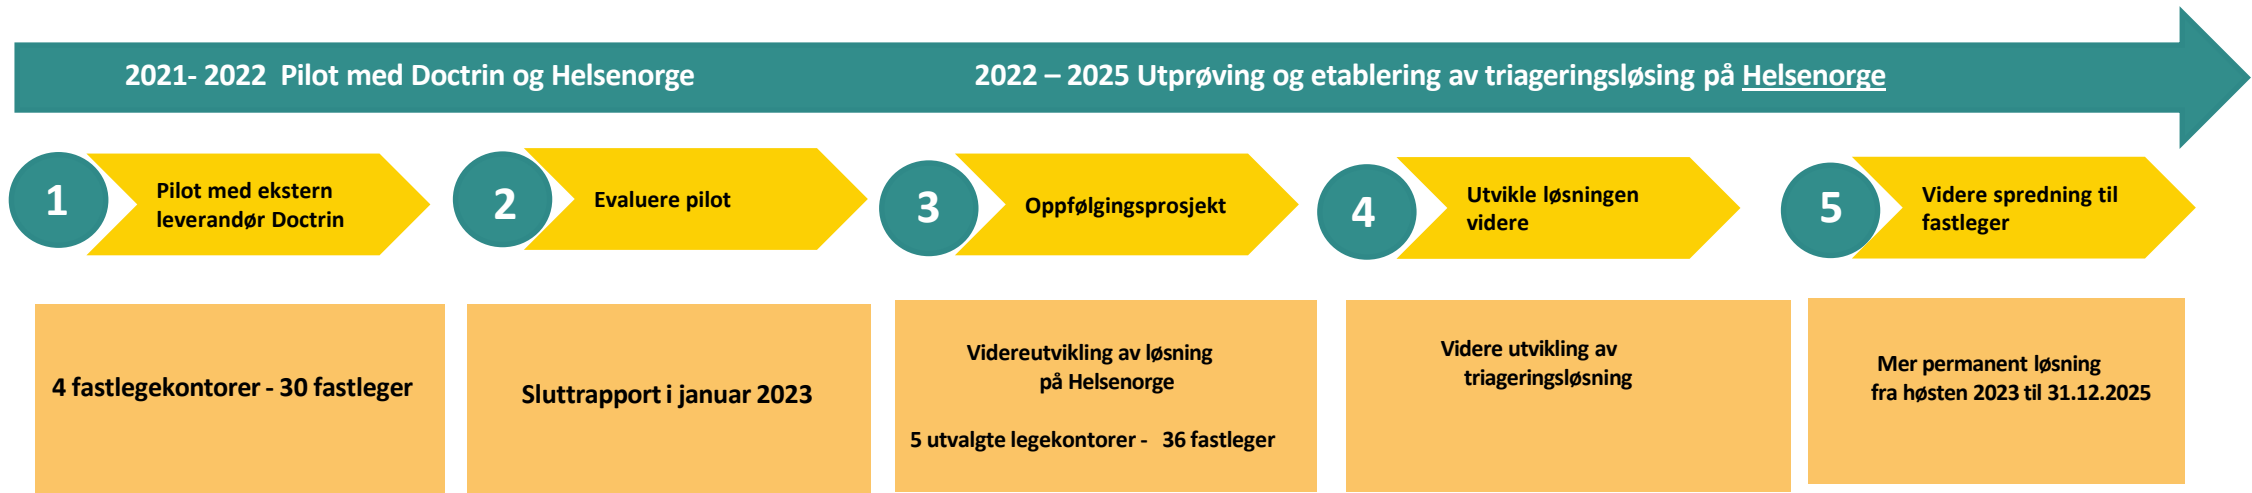 2021- 2022 Pilot med Doctrin og Helsenorge
2022 – 2025 Utprøving og etablering av triageringsløsing på Helsenorge
1
Pilot med ekstern
leverandør Doctrin
2
Evaluere pilot
3
Oppfølgingsprosjekt
4
Utvikle løsningen
videre
5
Videre spredning til
fastleger
4 fastlegekontorer - 30 fastleger
Sluttrapport i januar 2023
Videreutvikling av løsning
på Helsenorge
5 utvalgte legekontorer - 36 fastleger
Videre utvikling av
triageringsløsning
Mer permanent løsning
fra høsten 2023 til 31.12.2025